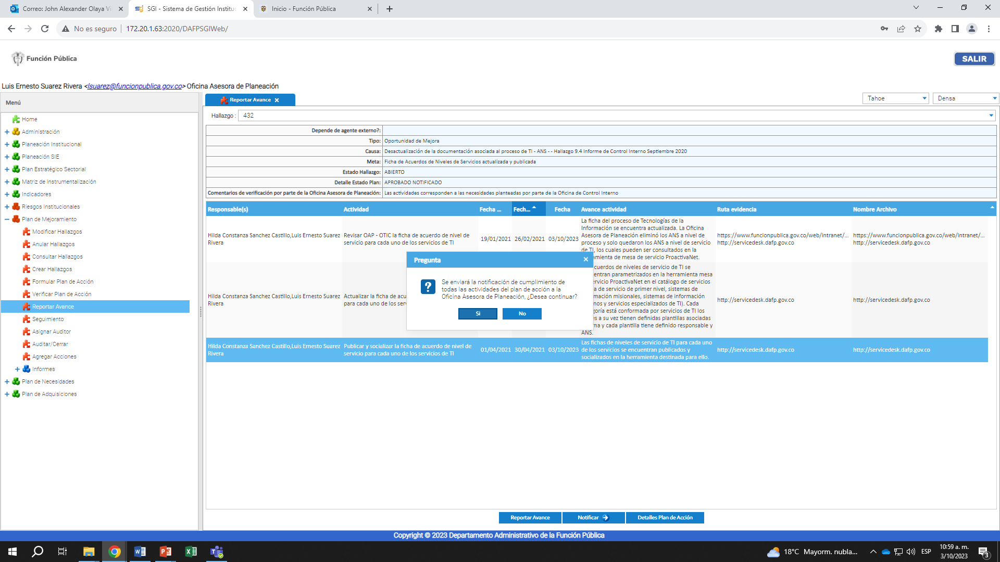 Correo: John Alexander Olaya Vi
SGI - Sistema de Gestión Instituc
Inicio - Función Pública
No es seguro
172.20.1.63:2020/DAFPSGIWeb/
Función Pública
SALIR
Luis Ernesto Suarez Rivera <lsuarez@funcionpublica.gov.co> Oficina Asesora de Planeación
Menú
Home
Administración
Planeación Institucional
Planeación SIE
Plan Estratégico Sectorial
Matriz de Instrumentalización
Indicadores
Riesgos Institucionales
Plan de Mejoramiento
Modificar Hallazgos
Anular Hallazgos
Consultar Hallazgos
Crear Hallazgos
Formular Plan de Acción
Verificar Plan de Acción
Reportar Avance
Seguimiento
Asignar Auditor
Auditar/Cerrar
Agregar Acciones
Informes
Plan de Necesidades
Plan de Adquisiciones
Reportar Avance
Tahoe
Densa
Hallazgo : 432
Depende de agente externo?:
Tipo: Oportunidad de Mejora
Causa: Desactualización de la documentación asociada al proceso de TI - ANS - - Hallazgo 9.4 Informe de Control Interno Septiembre 2020
Meta: Ficha de Acuerdos de Niveles de Servicios actualizada y publicada
Estado Hallazgo: ABIERTO
Detalle Estado Plan: APROBADO NOTIFICADO
Comentarios de verificación por parte de la Oficina Asesora de Planeación: Las actividades corresponden a las necesidades planteadas por parte de la Oficina de Control Interno
Responsable(s) Actividad Fecha ... Fech... Fecha Avance actividad Ruta evidencia Nombre Archivo
Hilda Constanza Sanchez Castillo,Luis Ernesto Suarez
Rivera
Revisar OAP - OTIC la ficha de acuerdo de nivel de
servicio para cada uno de los servicios de TI
19/01/2021 26/02/2021 03/10/2023
La ficha del proceso de Tecnologías de la
Información se encuentra actualizada. La Oficina
Asesora de Planeación eliminó los ANS a nivel de
proceso y solo quedaron los ANS a nivel de servicio
de TI, los cuales pueden ser consultados en la
amienta de mesa de servicio ProactivaNet.
https://www.funcionpublica.gov.co/web/intranet/...
http://servicedesk.dafp.gov.co
https://www.funcionpublica.gov.co/web/intranet/...
http://servicedesk.dafp.gov.co
Hilda Constanza Sanchez Castillo,Luis Ernesto Suarez
Rivera
Actualizar la ficha de acu
para cada uno de los ser
cuerdos de niveles de servicio de TI se
entran parametrizados en la herramienta mesa
ervicio ProactivaNet en el catálogo de servicios
a de servicio de primer nivel, sistemas de
mación misionales, sistemas de información
nos y servicios especializados de TI). Cada
goría está conformada por servicios de TI los
es a su vez tienen definidas plantillas asociadas
ma y cada plantilla tiene definido responsable y
ANS.
http://servicedesk.dafp.gov.co
http://servicedesk.dafp.gov.co
Hilda Constanza Sanchez Castillo,Luis Ernesto Suarez
Rivera
Publicar y socializar la ficha de acuerdo de nivel de
servicio para cada uno de los servicios de TI
01/04/2021 30/04/2021 03/10/2023
Las fichas de niveles de servicio de TI para cada uno
de los servicios se encuentran publicados y
socializados en la herramienta destinada para ello.
http://servicedesk.dafp.gov.co
http://servicedesk.dafp.gov.co
Pregunta
Se enviará la notificación de cumplimiento de
todas las actividades del plan de acción a la
Oficina Asesora de Planeación, ¿Desea continuar?
Si
No
Reportar Avance
Notificar
Detalles Plan de Acción
Copyright © 2023 Departamento Administrativo de la Función Pública
18°C Mayorm. nubla...
ESP
10:59 a. m.
3/10/2023
3